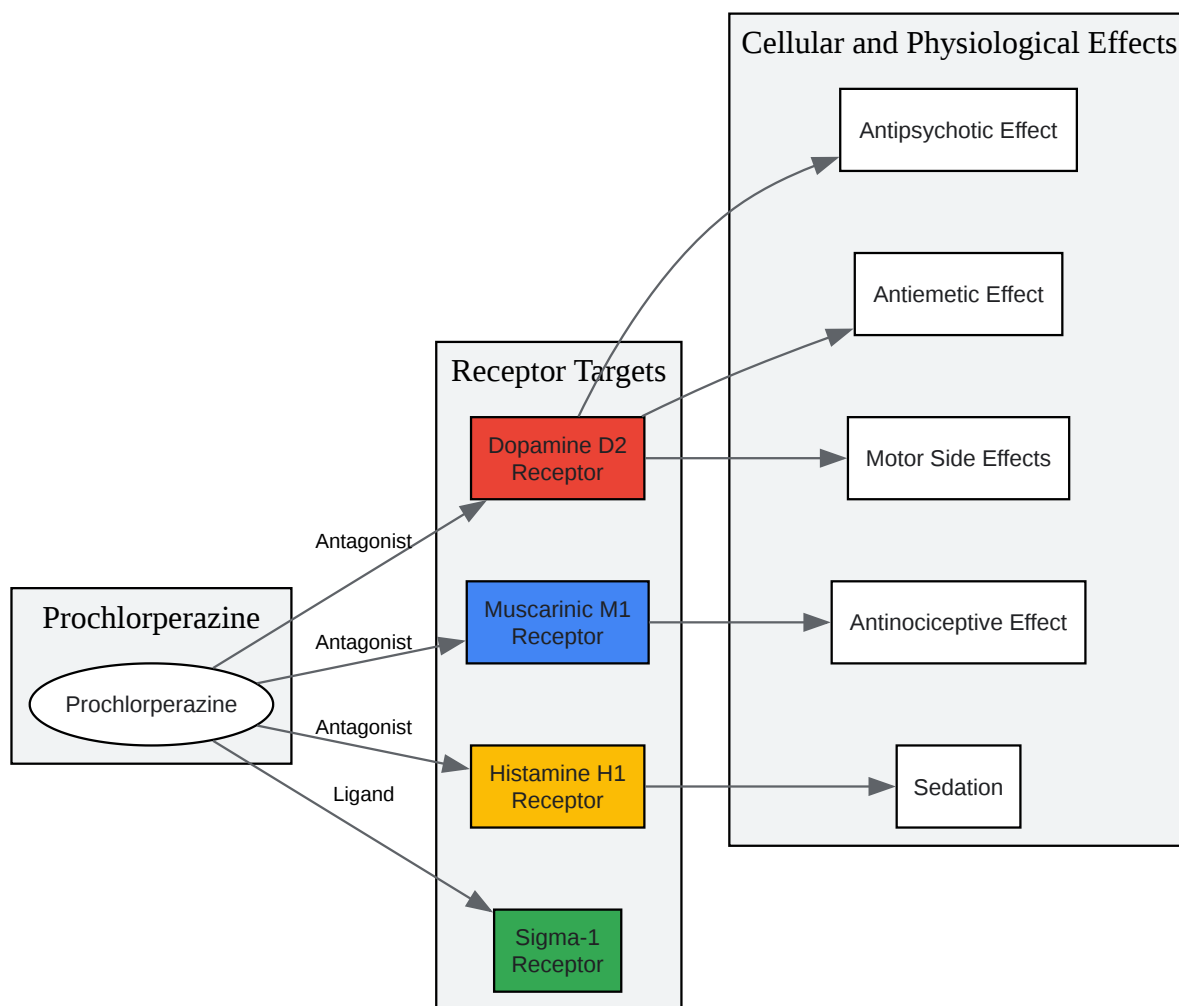 Cellular and Physiological Effects
Antipsychotic Effect
Antiemetic Effect
Receptor Targets
Dopamine D2
Receptor
Motor Side Effects
Antagonist
Prochlorperazine
Muscarinic M1
Receptor
Antinociceptive Effect
Antagonist
Prochlorperazine
Antagonist
Histamine H1
Receptor
Sedation
Ligand
Sigma-1
Receptor